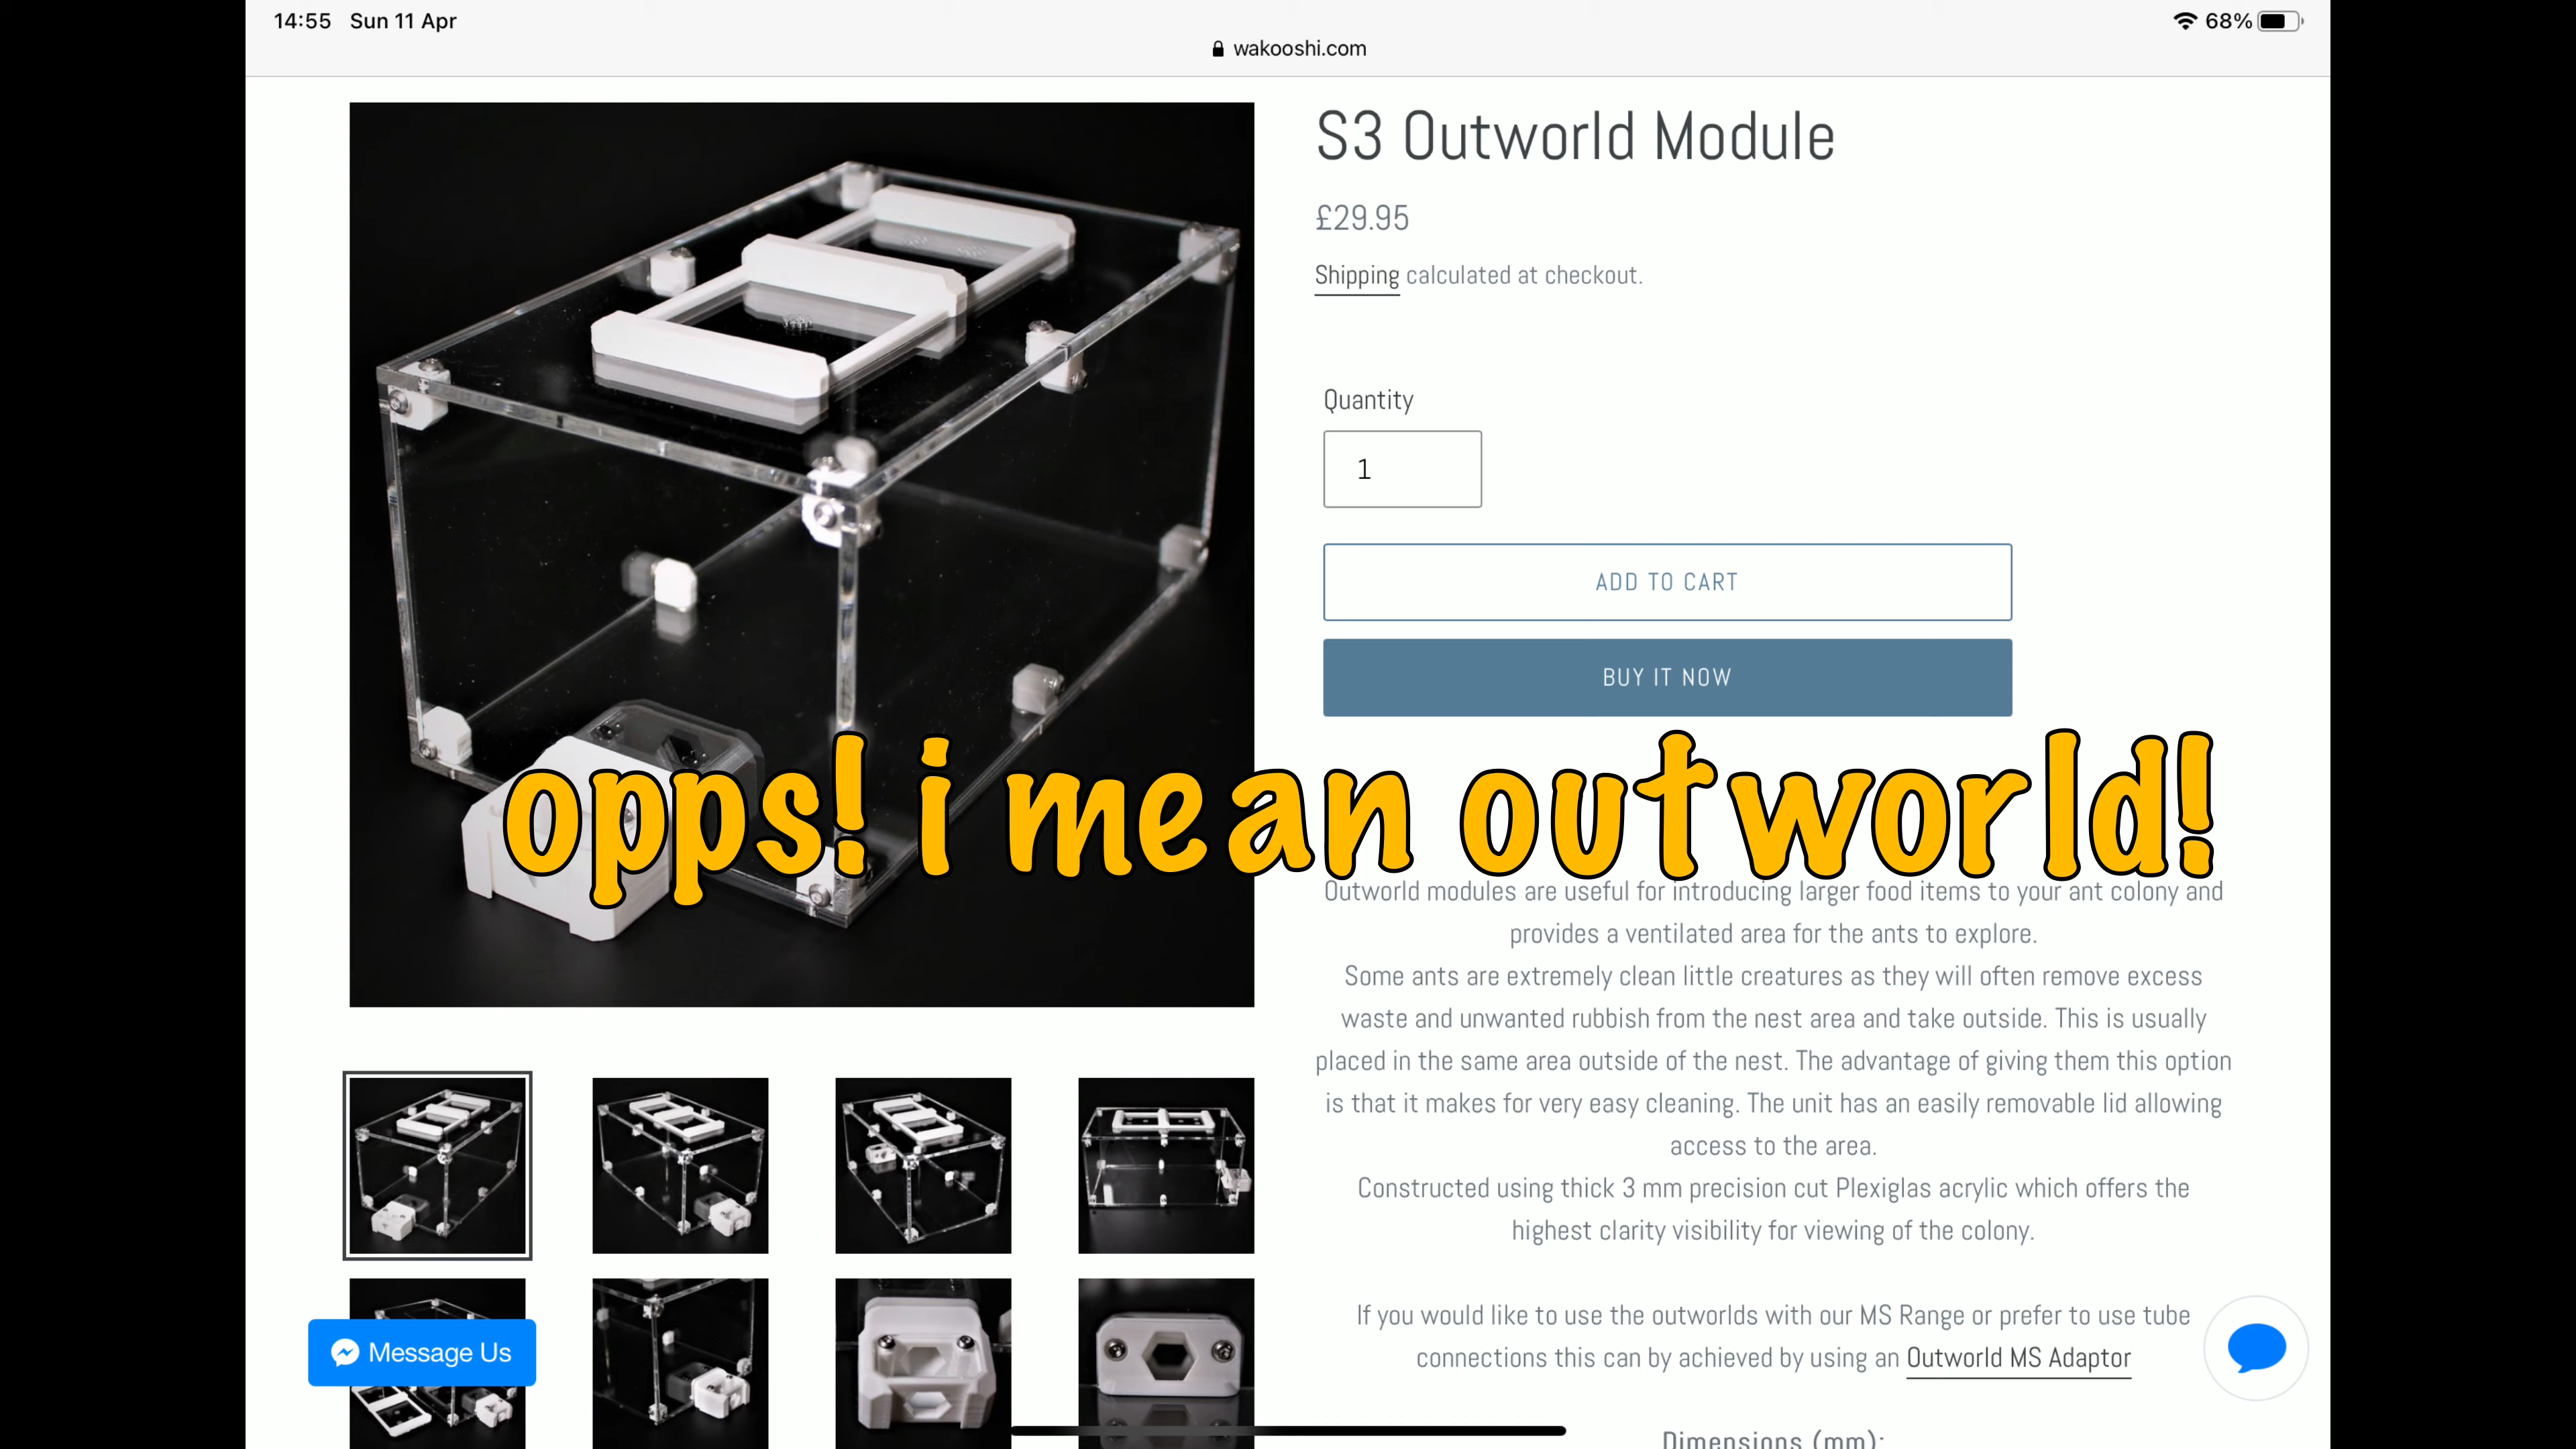 14:55 Sun 11 Apr
68%
wakooshi.com
S3 Outworld Module
£29.95
Shipping calculated at checkout.
Quantity
1
ADD TO CART
BUY IT NOW
opps! i mean outworld!
Outworld modules are useful for introducing larger food items to your ant colony and
provides a ventilated area for the ants to explore.
Some ants are extremely clean little creatures as they will often remove excess
waste and unwanted rubbish from the nest area and take outside. This is usually
placed in the same area outside of the nest. The advantage of giving them this option
is that it makes for very easy cleaning. The unit has an easily removable lid allowing
access to the area.
Constructed using thick 3 mm precision cut Plexiglas acrylic which offers the
highest clarity visibility for viewing of the colony.
If you would like to use the outworlds with our MS Range or prefer to use tube
connections this can by achieved by using an Outworld MS Adaptor
Message Us
Dimensions (mm):